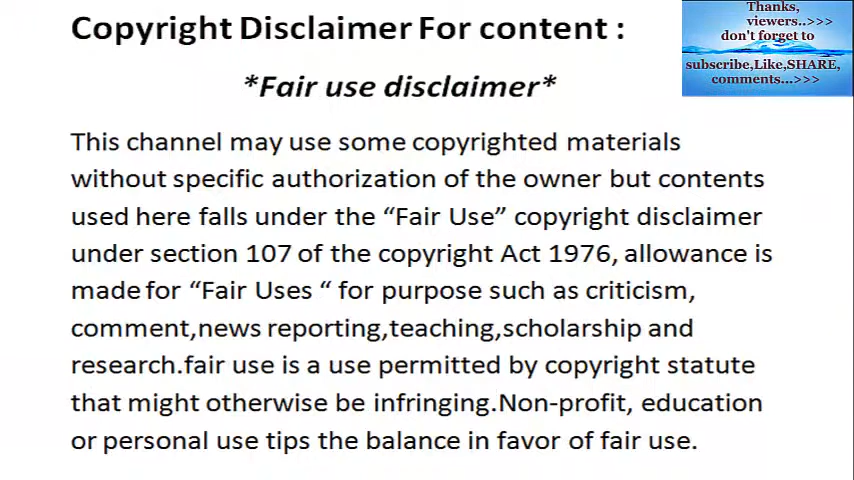 Copyright Disclaimer For content :
Thanks,
viewers..>>>
don't forget to
subscribe,Like,SHARE,
comments...>>>
*Fair use disclaimer*
This channel may use some copyrighted materials
without specific authorization of the owner but contents
used here falls under the “Fair Use” copyright disclaimer
under section 107 of the copyright Act 1976, allowance is
made for “Fair Uses “ for purpose such as criticism,
comment,news reporting,teaching,scholarship and
research.fair use is a use permitted by copyright statute
that might otherwise be infringing.Non-profit, education
or personal use tips the balance in favor of fair use.